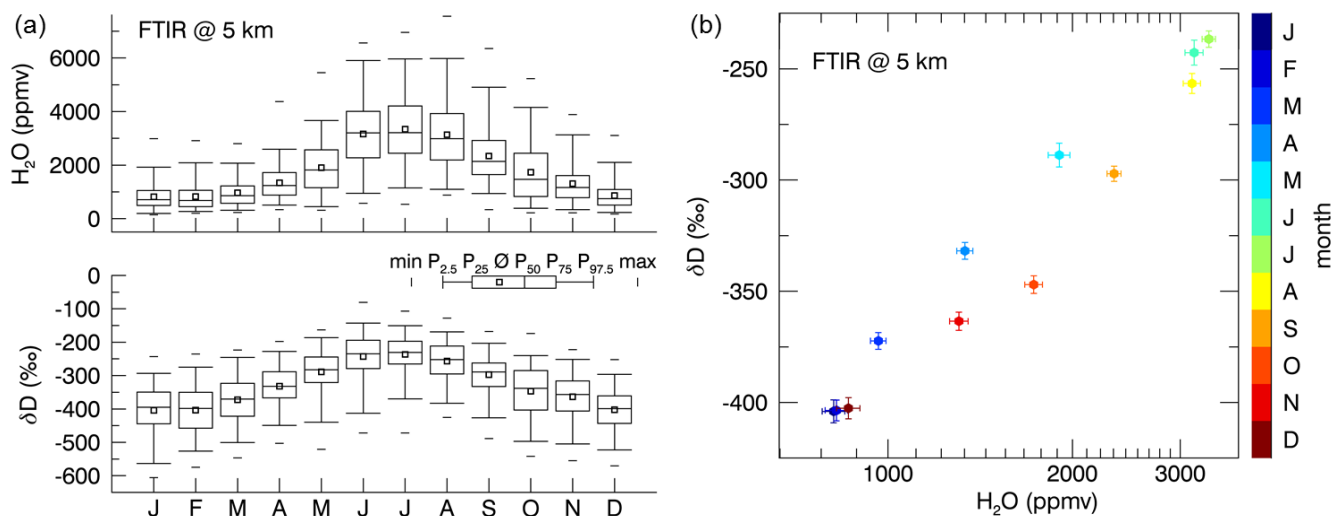 (a)
FTIR @ 5 km
H2O (ppmv)
6000
4000
2000
0
J F M A M J J A S O N D
min P2.5 P25 Ø P50 P75 P97.5 max
δD (‰)
0
-100
-200
-300
-400
-500
-600
J F M A M J J A S O N D
(b)
FTIR @ 5 km
δD (‰)
-250
-300
-350
-400
1000 2000 3000
H2O (ppmv)
J
F
M
A
M
J
J
A
S
O
N
D
month